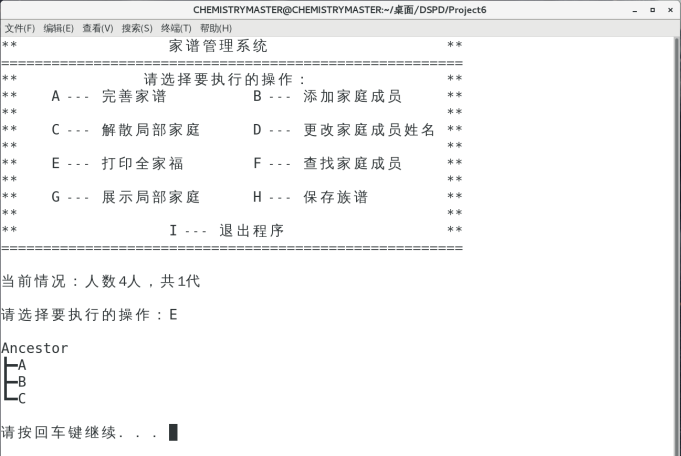 CHEMISTRYMASTER@CHEMISTRYMASTER:~/桌面/DSPD/Project6
文件(F) 编辑(E) 查看(V) 搜索(S) 终端(T) 帮助(H)
** 家谱管理系统 **
=======================================================
** 请选择要执行的操作： **
** A --- 完善家谱 B --- 添加家庭成员 **
** **
** C --- 解散局部家庭 D --- 更改家庭成员姓名 **
** **
** E --- 打印全家福 F --- 查找家庭成员 **
** **
** G --- 展示局部家庭 H --- 保存族谱 **
** **
** I --- 退出程序 **
=======================================================
当前情况：人数4人，共1代
请选择要执行的操作：E
Ancestor
┣━A
┣━B
┗━C
请按回车键继续. . .